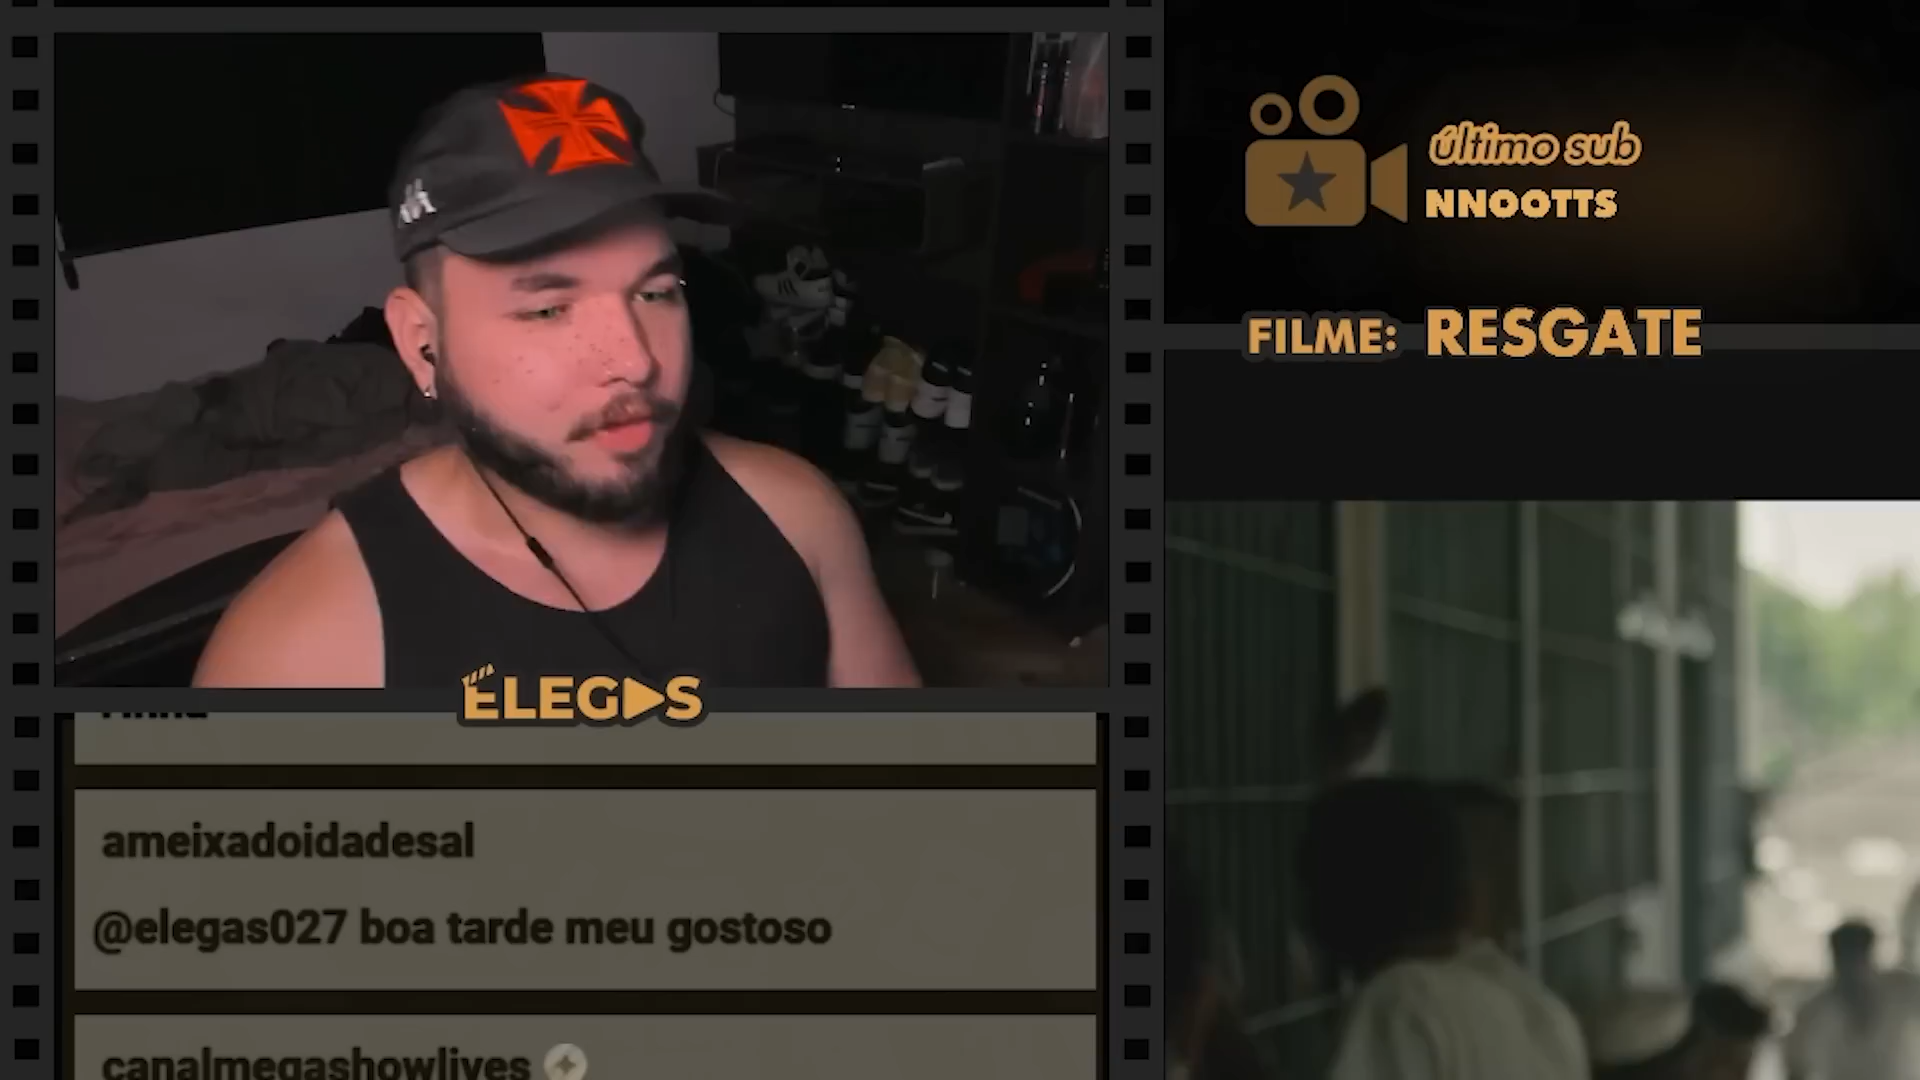 último sub
NNOOTTS
FILME: RESGATE
ELEGAS
ameixadoidadesal
@elegas027 boa tarde meu gostoso
canalmegashowlives